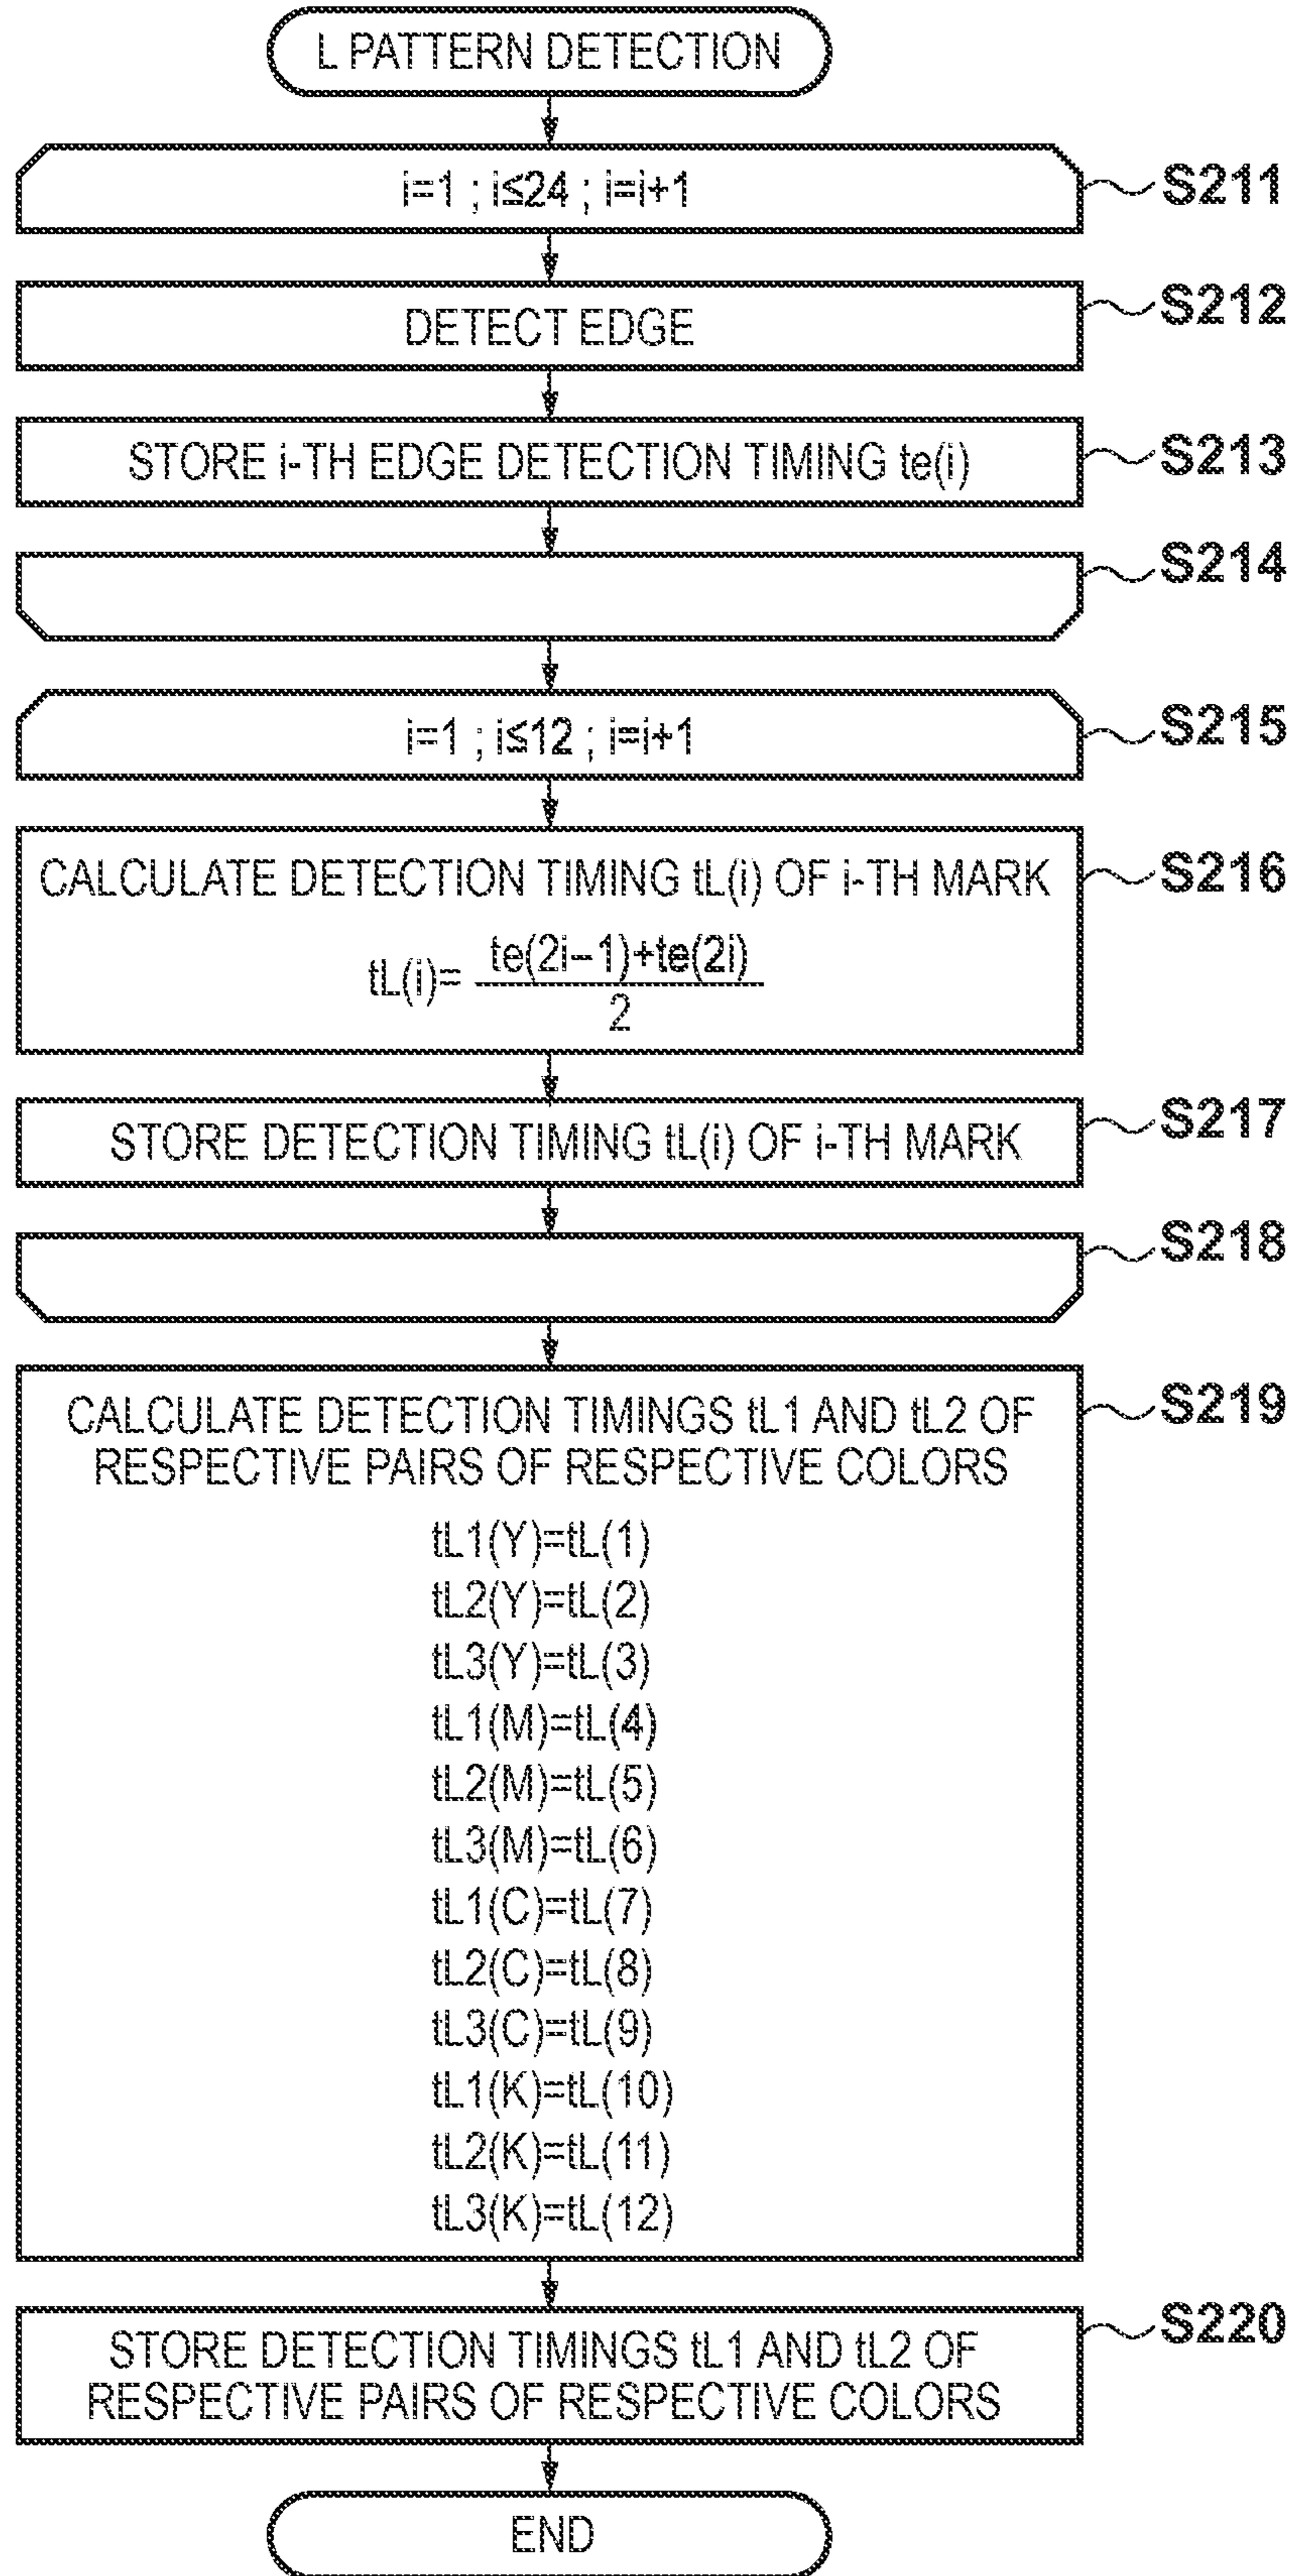 L PATTERN DETECTION
i=1 ; i≤24 ; i=i+1
S211
DETECT EDGE
S212
STORE i-TH EDGE DETECTION TIMING te(i)
S213
S214
i=1 ; i≤12 ; i=i+1
S215
CALCULATE DETECTION TIMING tL(i) OF i-TH MARK
S216
tL(i)= te(2i-1)+te(2i)
2
STORE DETECTION TIMING tL(i) OF i-TH MARK
S217
S218
CALCULATE DETECTION TIMINGS tL1 AND tL2 OF
S219
RESPECTIVE PAIRS OF RESPECTIVE COLORS
tL1(Y)=tL(1)
tL2(Y)=tL(2)
tL3(Y)=tL(3)
tL1(M)=tL(4)
tL2(M)=tL(5)
tL3(M)=tL(6)
tL1(C)=tL(7)
tL2(C)=tL(8)
tL3(C)=tL(9)
tL1(K)=tL(10)
tL2(K)=tL(11)
tL3(K)=tL(12)
S220
STORE DETECTION TIMINGS tL1 AND tL2 OF
RESPECTIVE PAIRS OF RESPECTIVE COLORS
END